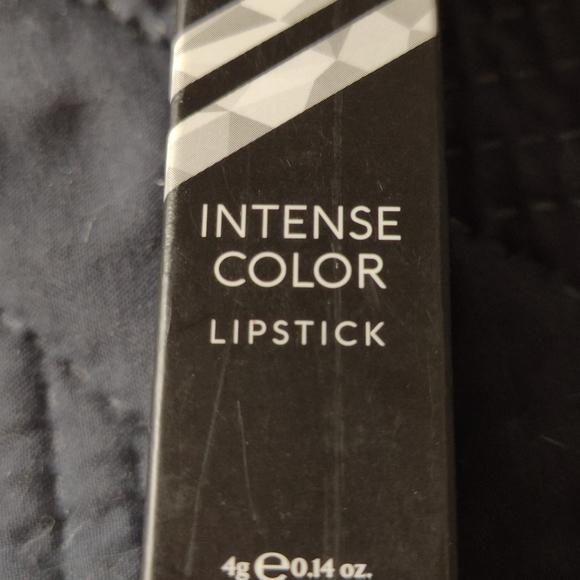 INTENSE
COLOR
LIPSTICK
4g ℮ 0.14 oz.